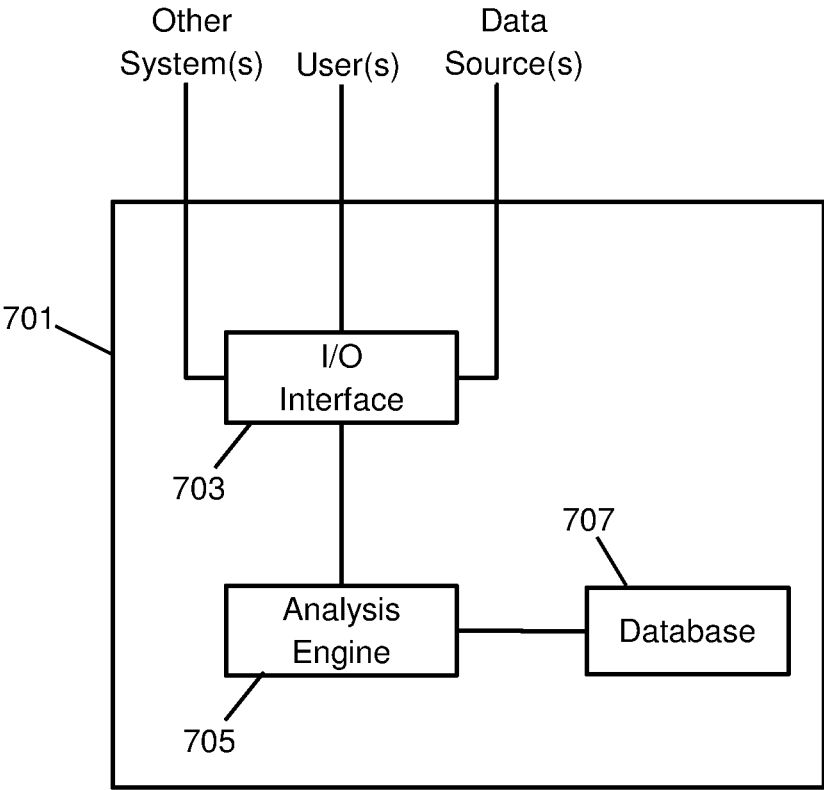 Other
System(s)
User(s)
Data
Source(s)
701
I/O
Interface
703
707
Analysis
Engine
Database
705